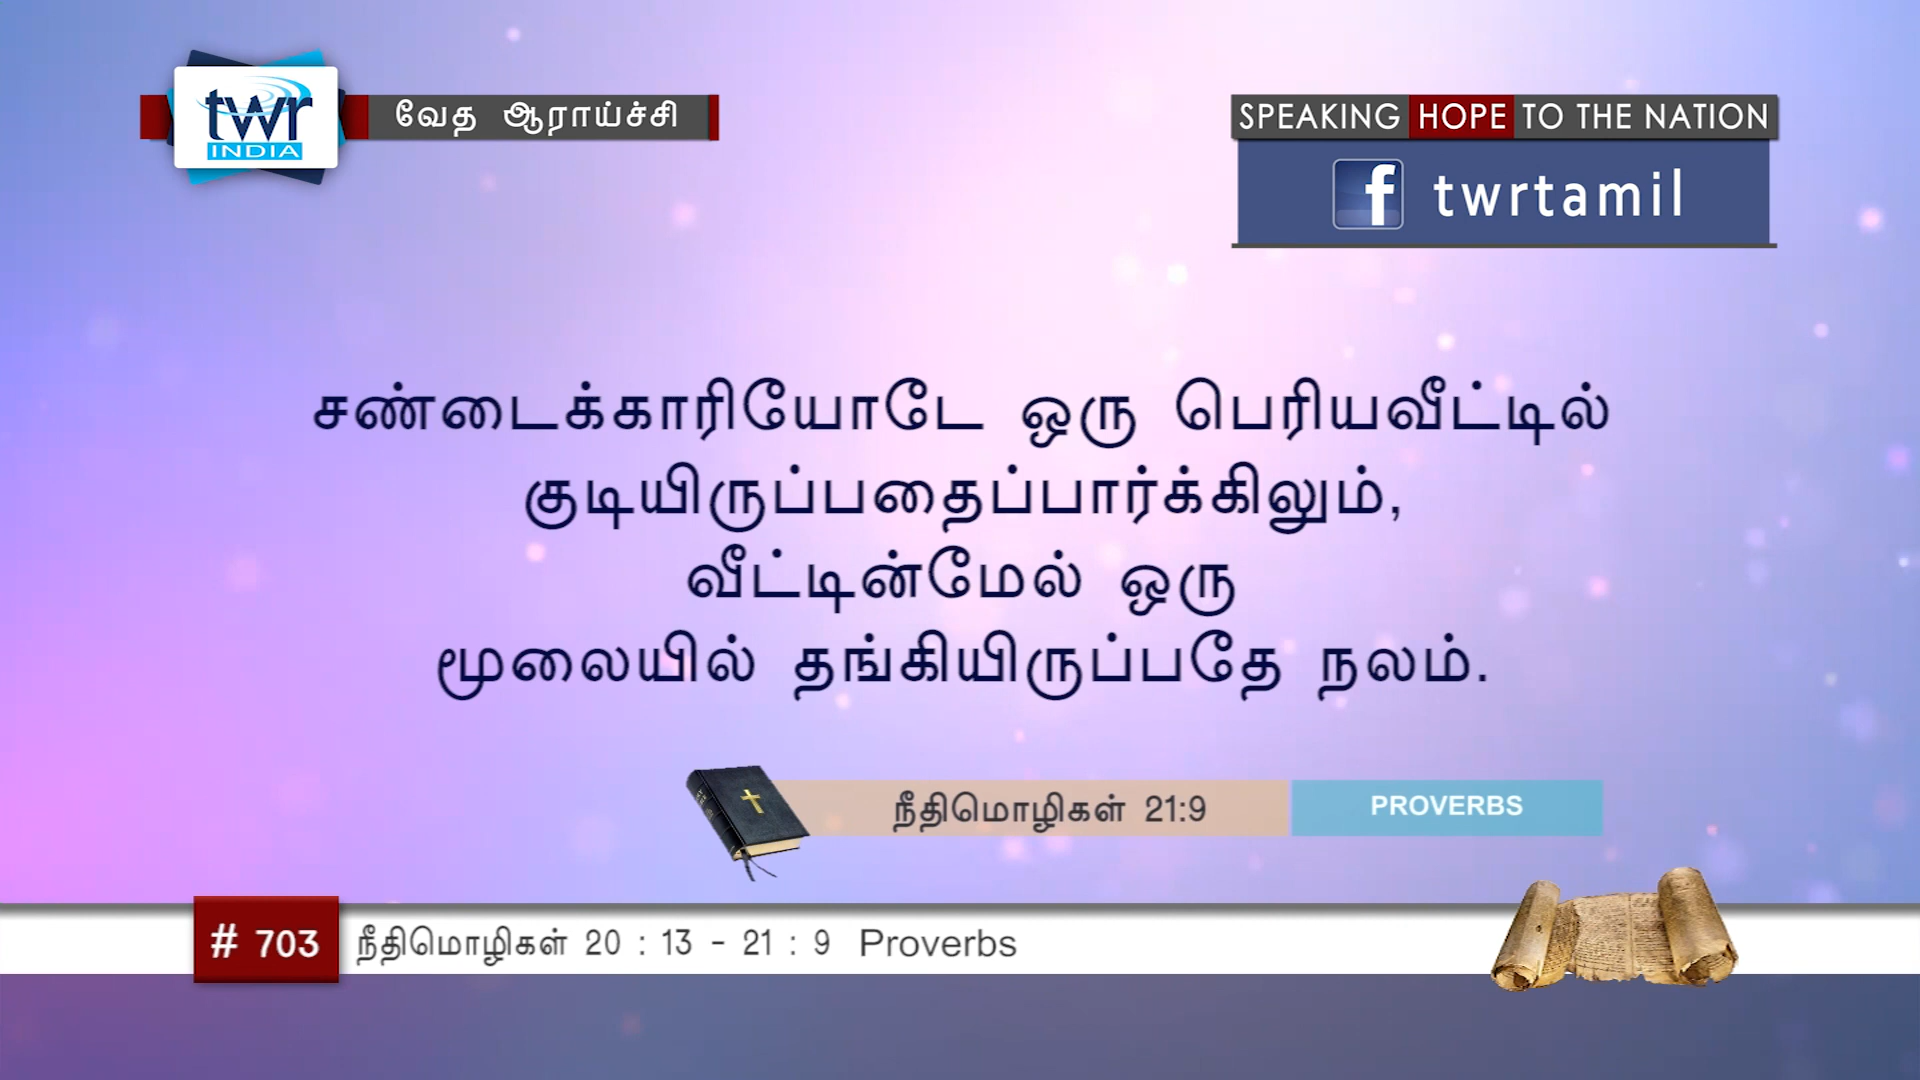 twr
INDIA
வேத ஆராய்ச்சி
SPEAKING HOPE TO THE NATION
f twrtamil
சண்டைக்காரியோடே ஒரு பெரியவீட்டில்
குடியிருப்பதைப்பார்க்கிலும்,
வீட்டின்மேல் ஒரு
மூலையில் தங்கியிருப்பதே நலம்.
நீதிமொழிகள் 21:9 PROVERBS
# 703 நீதிமொழிகள் 20 : 13 - 21 : 9 Proverbs